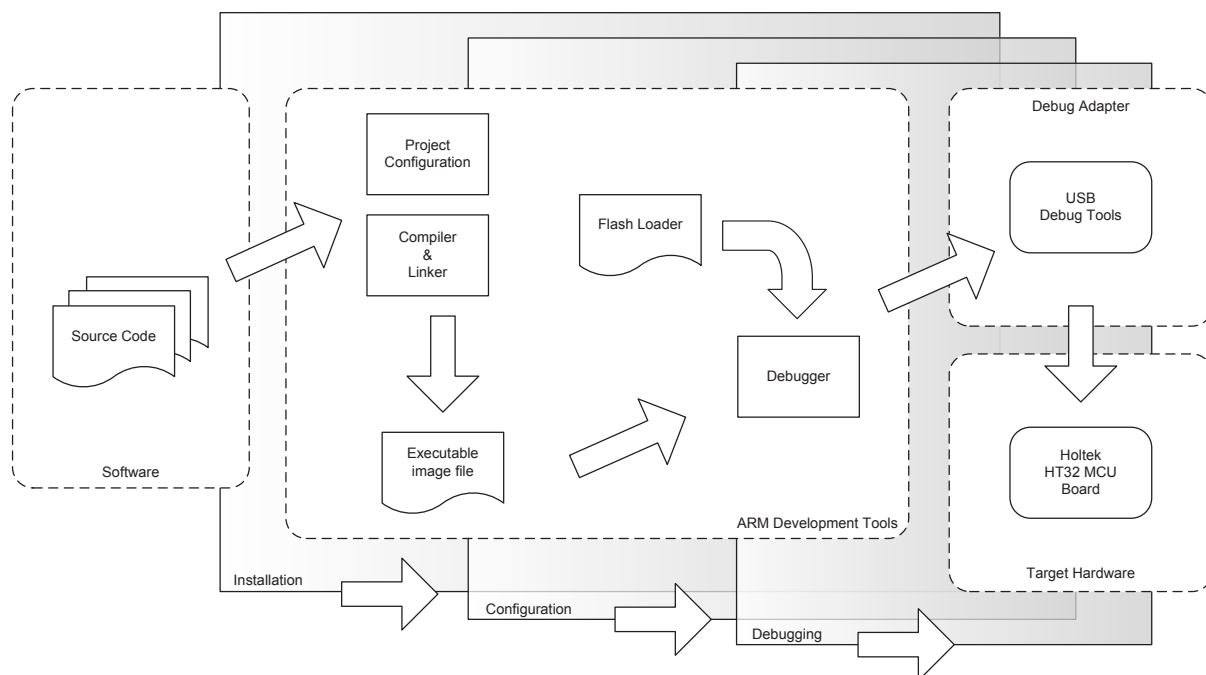 Source Code
Software
Project
Configuration
Compiler
&
Linker
Executable
image file
Flash Loader
Debugger
ARM Development Tools
Debug Adapter
USB
Debug Tools
Holtek
HT32 MCU
Board
Target Hardware
Installation
Configuration
Debugging